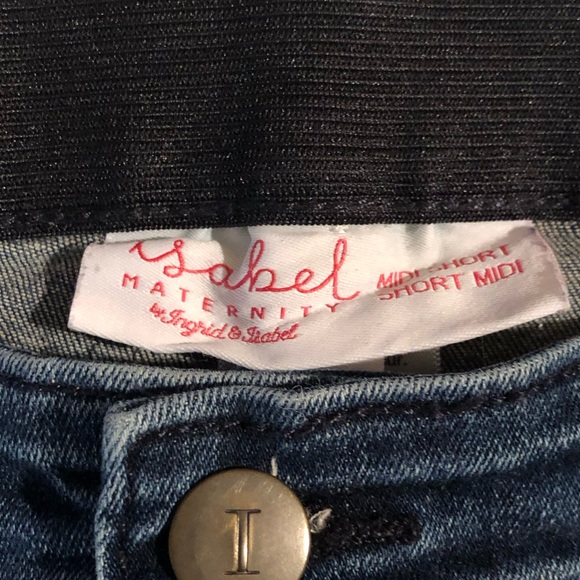 isabel
MATERNITY
by Ingrid & Isabel
MIDI SHORT
SHORT MIDI
I